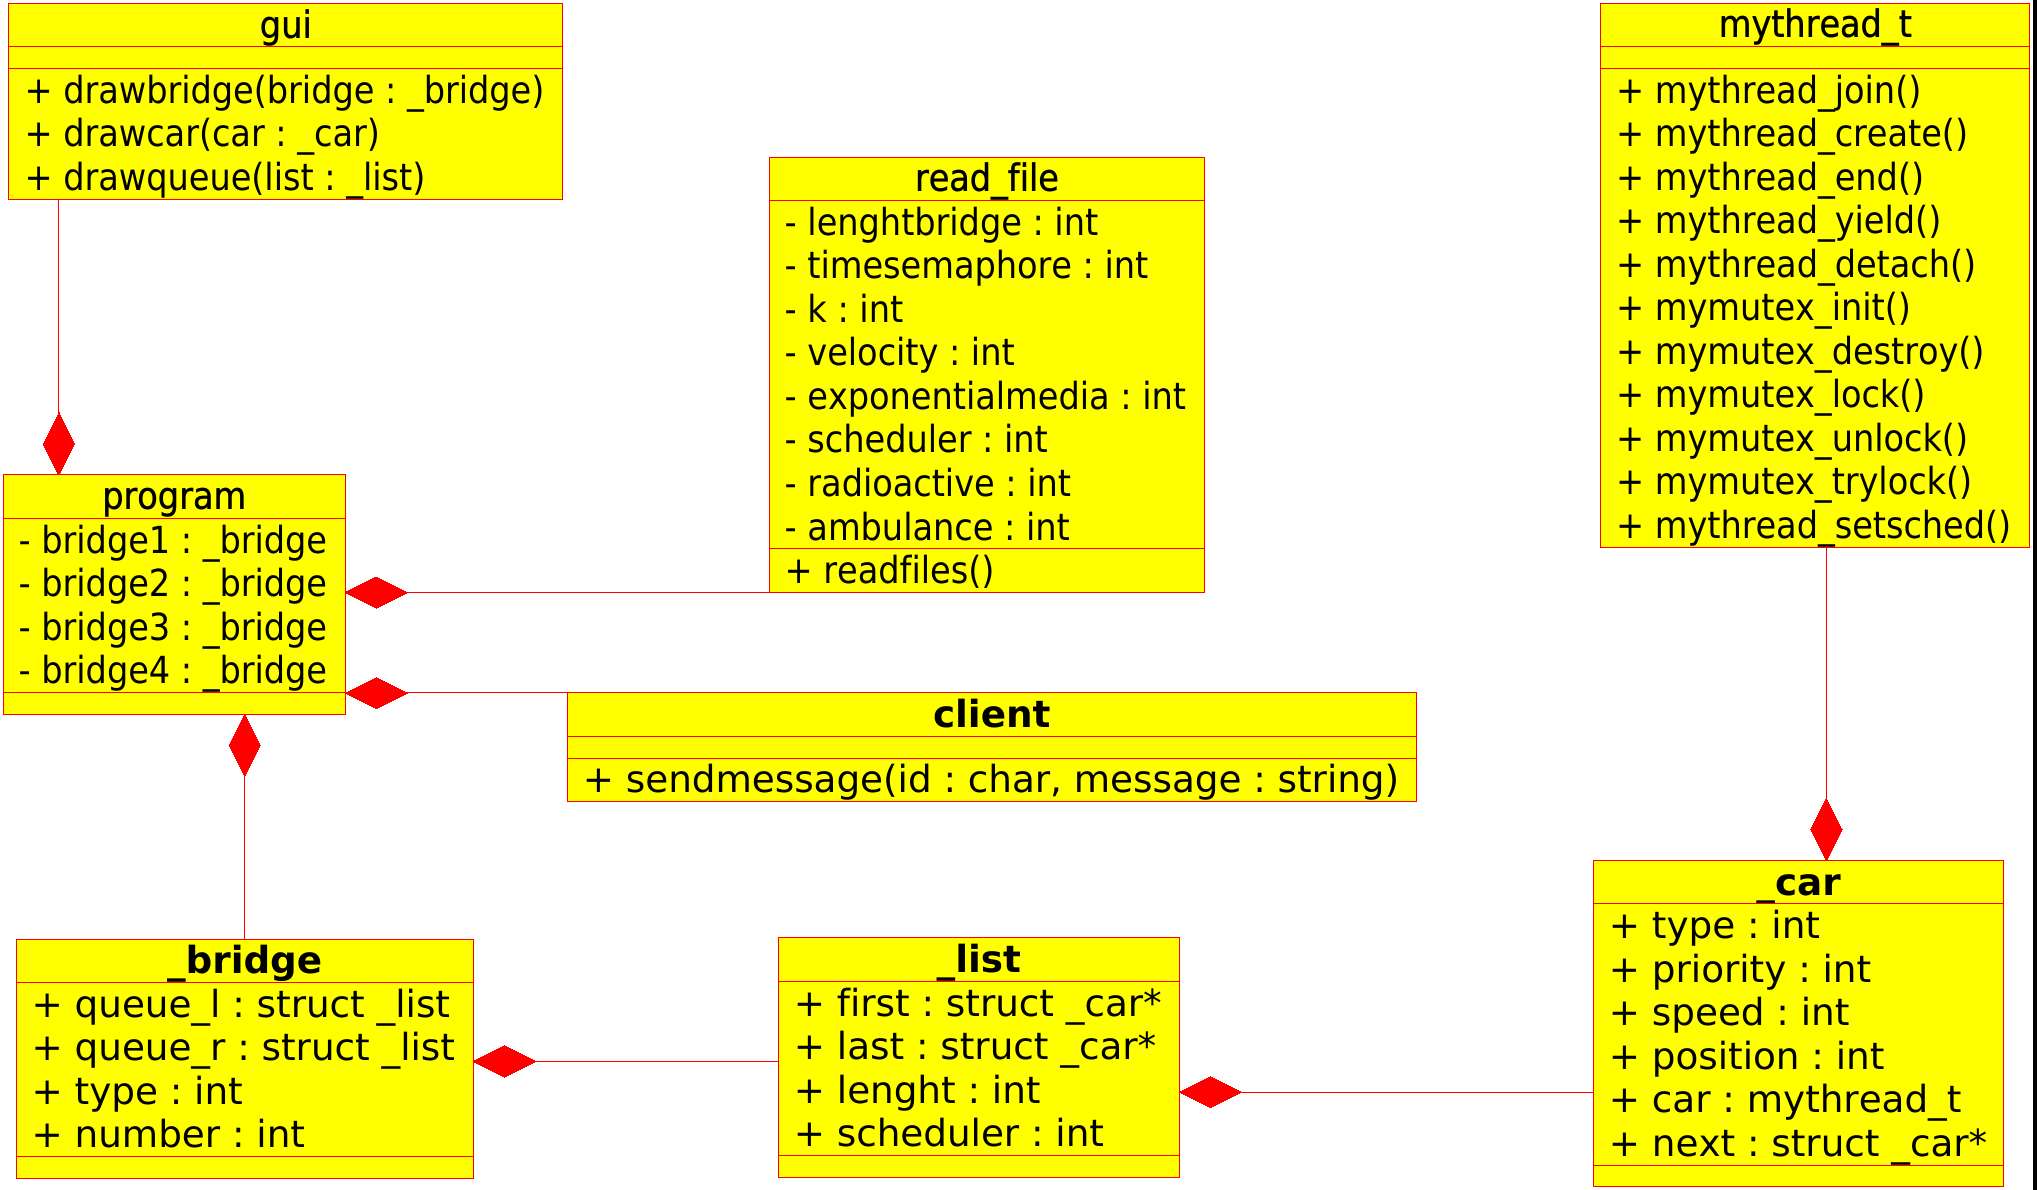 gui
+ drawbridge(bridge : _bridge)
+ drawcar(car : _car)
+ drawqueue(list : _list)
read_file
- lenghtbridge : int
- timesemaphore : int
- k : int
- velocity : int
- exponentialmedia : int
- scheduler : int
- radioactive : int
- ambulance : int
+ readfiles()
mythread_t
+ mythread_join()
+ mythread_create()
+ mythread_end()
+ mythread_yield()
+ mythread_detach()
+ mymutex_init()
+ mymutex_destroy()
+ mymutex_lock()
+ mymutex_unlock()
+ mymutex_trylock()
+ mythread_setsched()
program
- bridge1 : _bridge
- bridge2 : _bridge
- bridge3 : _bridge
- bridge4 : _bridge
client
+ sendmessage(id : char, message : string)
_bridge
+ queue_l : struct _list
+ queue_r : struct _list
+ type : int
+ number : int
_list
+ first : struct _car*
+ last : struct _car*
+ lenght : int
+ scheduler : int
_car
+ type : int
+ priority : int
+ speed : int
+ position : int
+ car : mythread_t
+ next : struct _car*